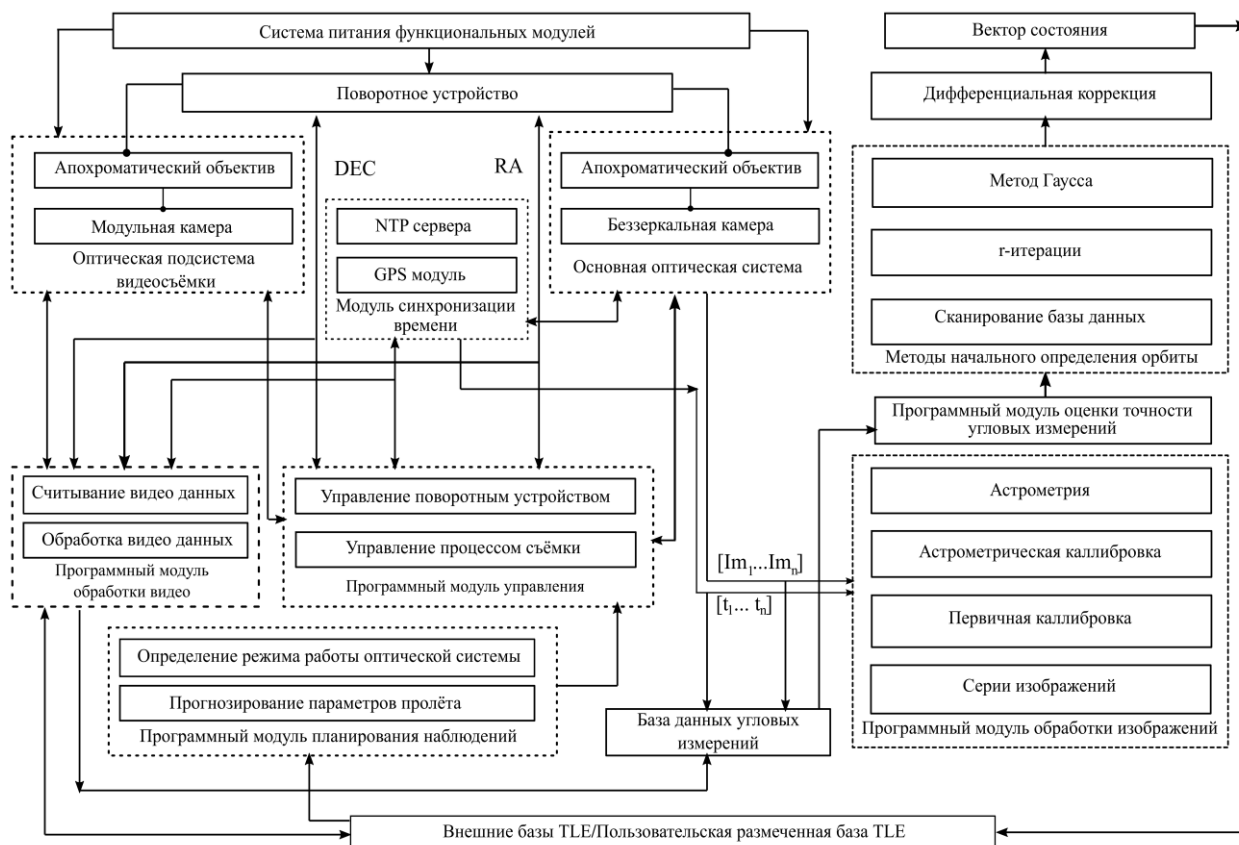 Система питания функциональных модулей
Поворотное устройство
Апохроматический объектив
Модульная камера
Оптическая подсистема
видеосъёмки
DEC
RA
NTP сервера
GPS модуль
Модуль синхронизации
времени
Апохроматический объектив
Беззеркальная камера
Основная оптическая система
Считывание видео данных
Обработка видео данных
Программный модуль
обработки видео
Управление поворотным устройством
Управление процессом съёмки
Программный модуль управления
Определение режима работы оптической системы
Прогнозирование параметров пролёта
Программный модуль планирования наблюдений
[Im₁...Imₙ]
[t₁... tₙ]
База данных угловых
измерений
Внешние базы TLE/Пользовательская размеченная база TLE
Вектор состояния
Дифференциальная коррекция
Метод Гаусса
r-итерации
Сканирование базы данных
Методы начального определения орбиты
Программный модуль оценки точности
угловых измерений
Астрометрия
Астрометрическая каллибровка
Первичная каллибровка
Серии изображений
Программный модуль обработки изображений